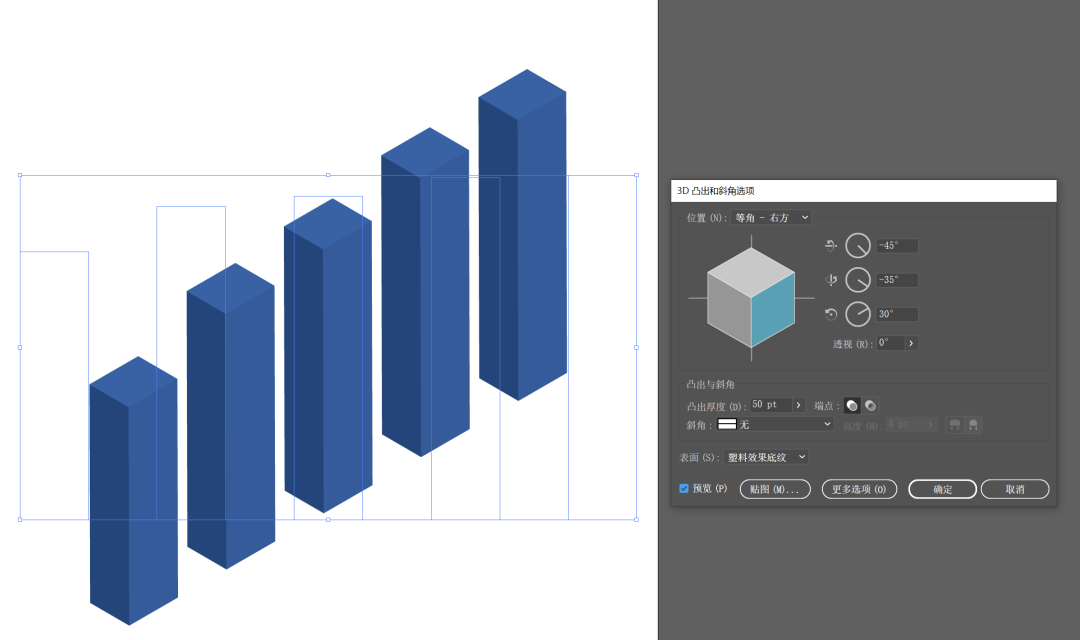 3D 凸出和斜角选项
位置(N): 等角 - 右方
-45°
-35°
30°
透视(R): 0°
凸出与斜角
凸出厚度(D): 50 pt 端点:
斜角: 无 高度(H): 4 pt
表面(S): 塑料效果底纹
预览(P) 贴图(M)... 更多选项(O) 确定 取消